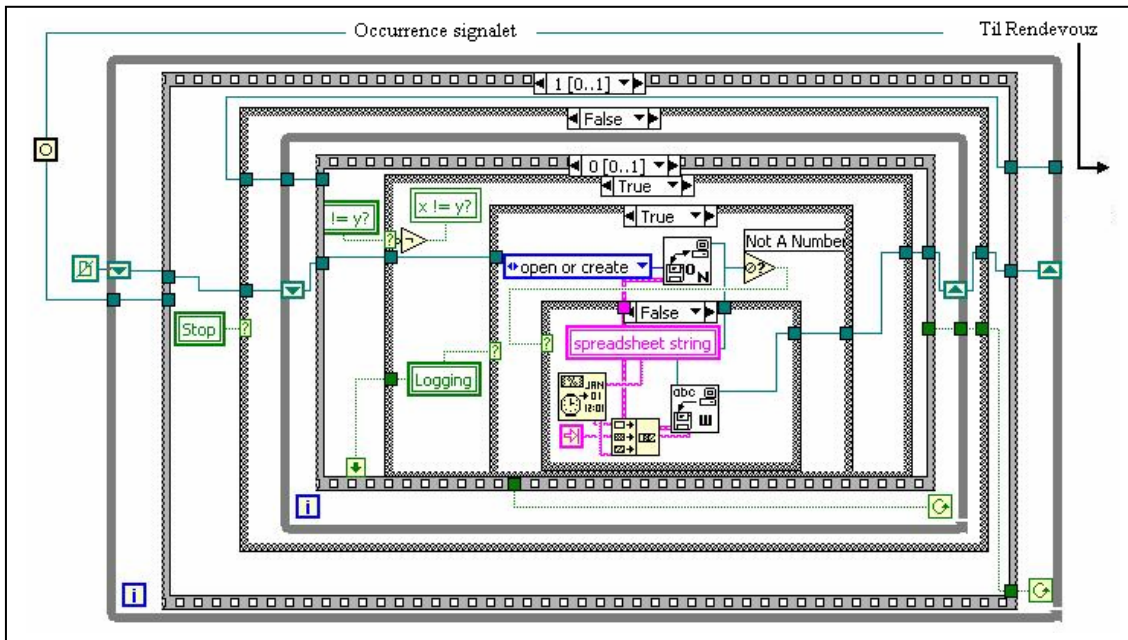 Occurrence signalet
Til Rendevouz
1 [0..1]
False
0 [0..1]
True
!= y?
x != y?
True
Not A Number
open or create
ON
?
?
Stop
?
False
?
spreadsheet string
Logging
?
JAN
01
12:01
abc
W
i
i